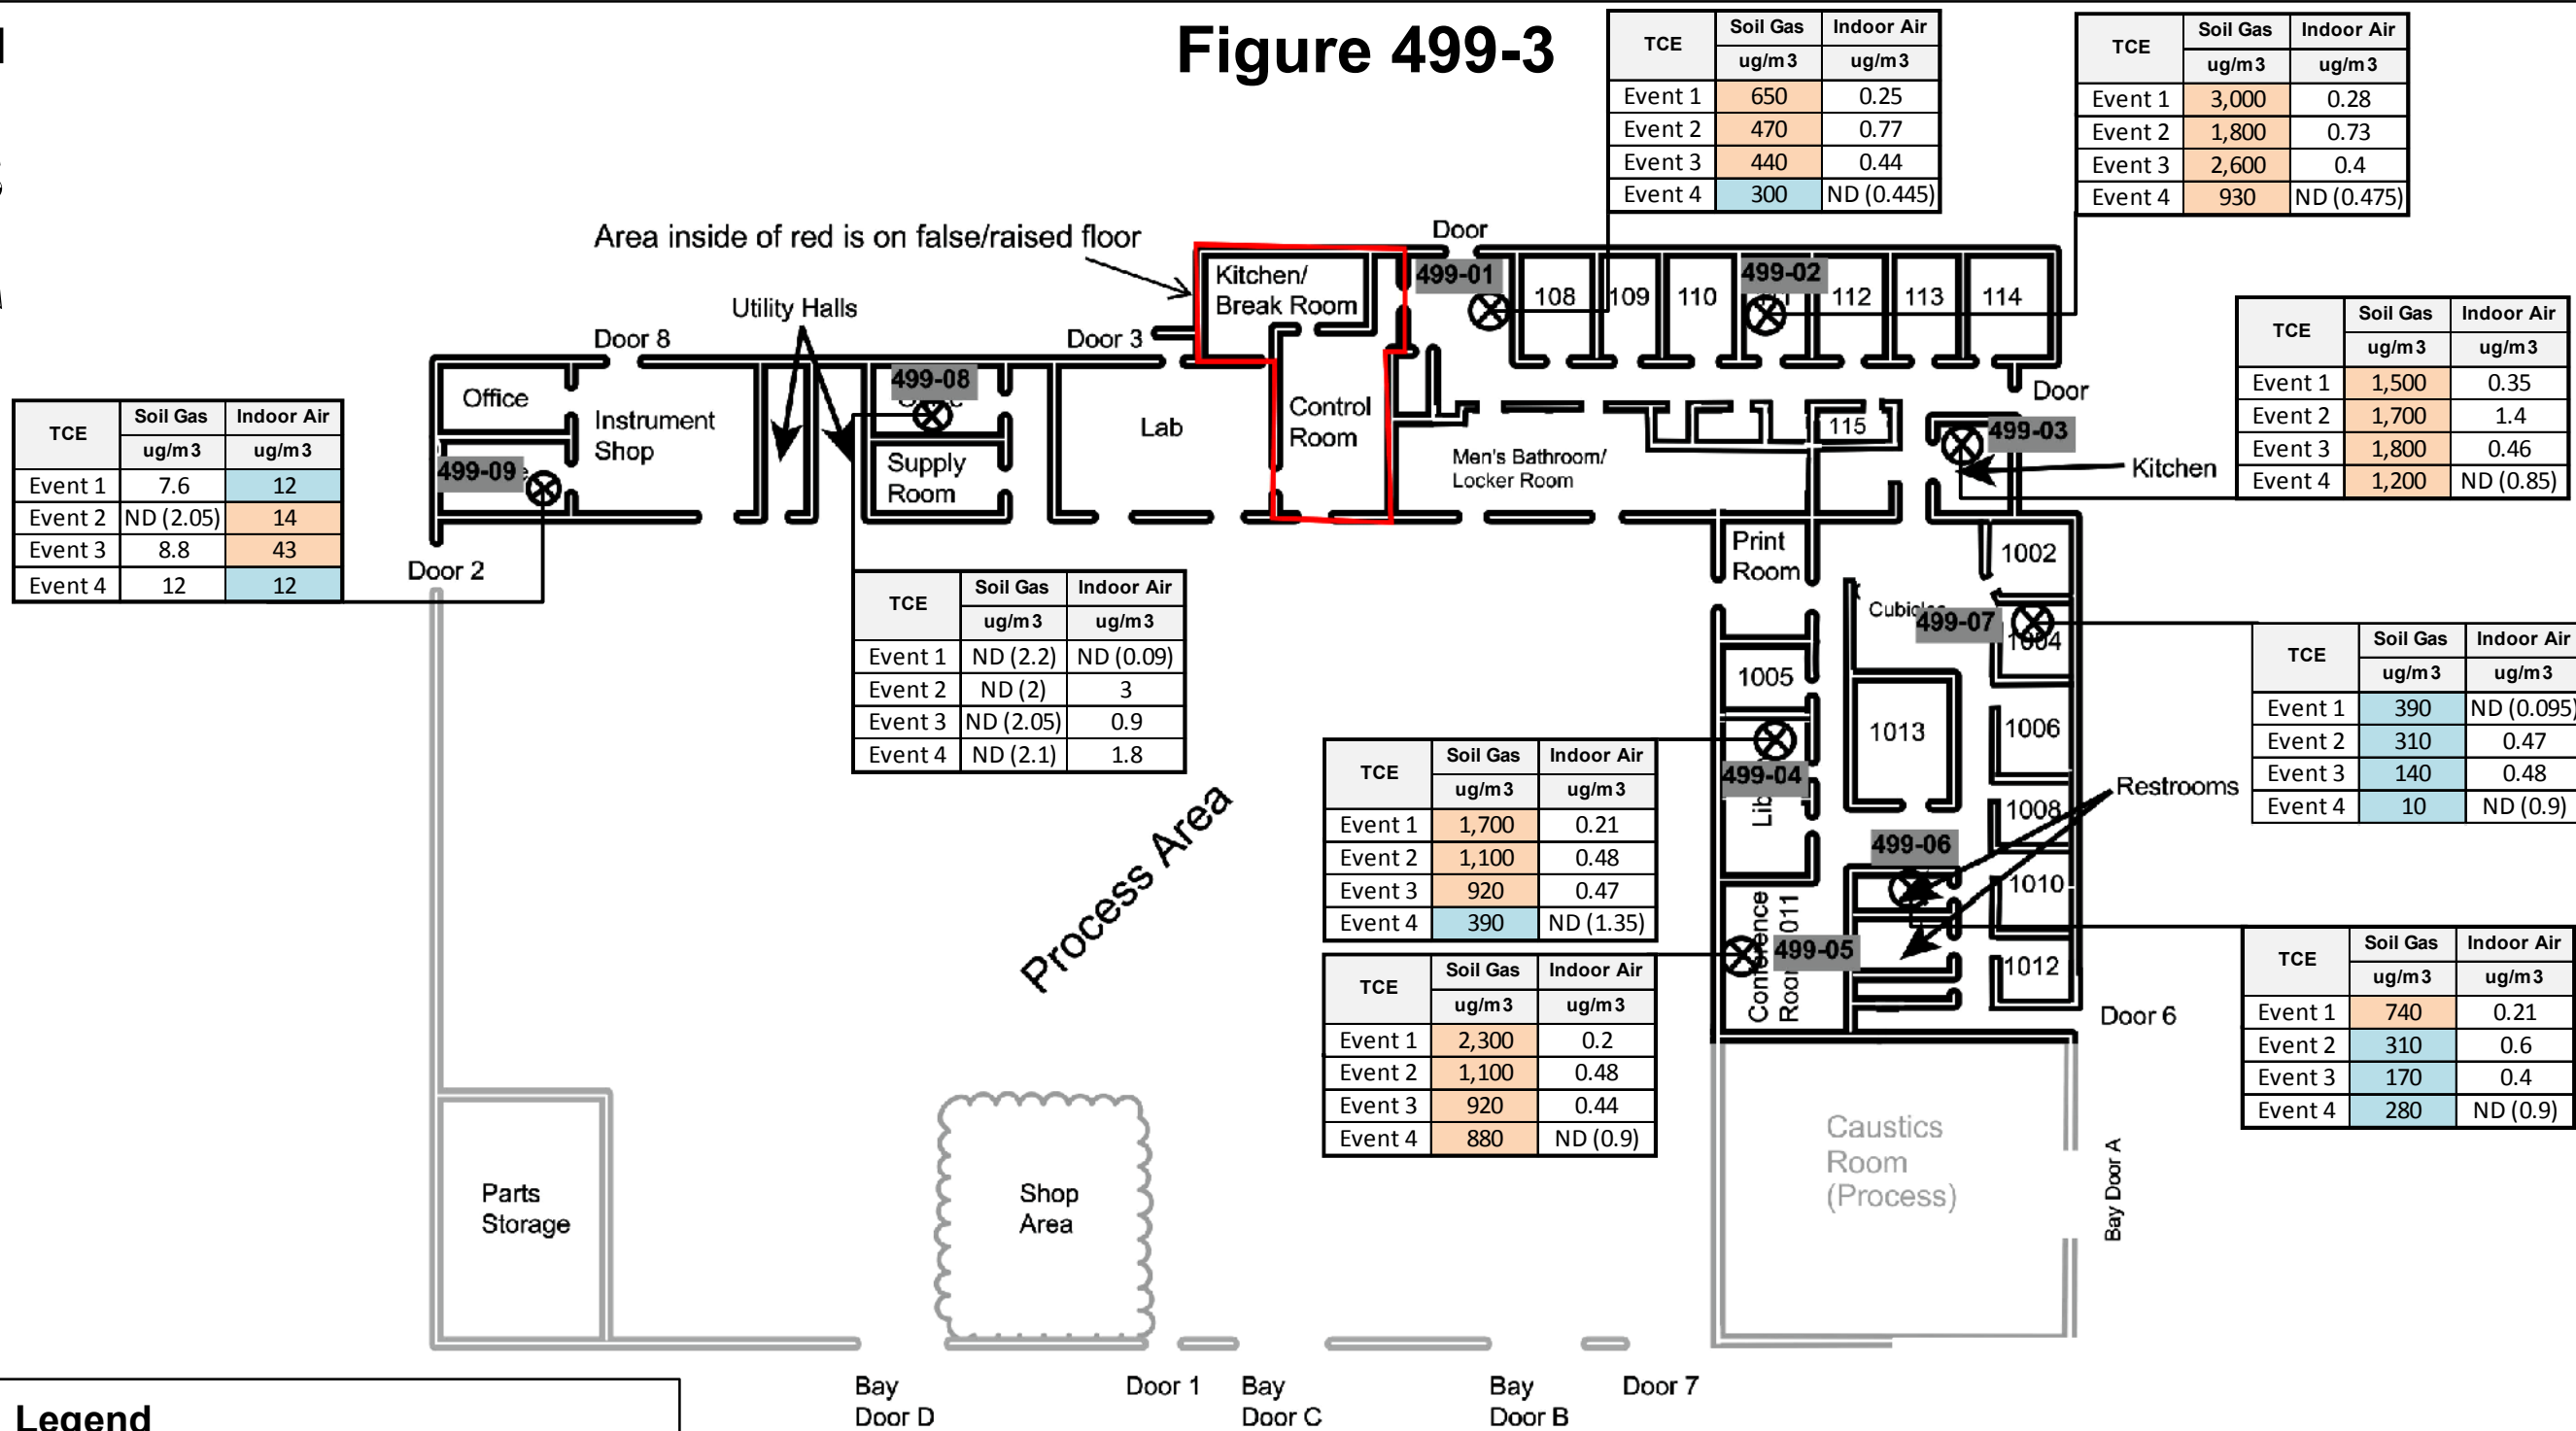 Figure 499-3
TCE Soil Gas Indoor Air
ug/m3 ug/m3
Event 1 650 0.25
Event 2 470 0.77
Event 3 440 0.44
Event 4 300 ND (0.445)
TCE Soil Gas Indoor Air
ug/m3 ug/m3
Event 1 3,000 0.28
Event 2 1,800 0.73
Event 3 2,600 0.4
Event 4 930 ND (0.475)
Area inside of red is on false/raised floor
Door
Kitchen/
Break Room
499-01
108
109
110
499-02
112
113
114
Utility Halls
Door 8
Door 3
TCE Soil Gas Indoor Air
ug/m3 ug/m3
Event 1 1,500 0.35
Event 2 1,700 1.4
Event 3 1,800 0.46
Event 4 1,200 ND (0.85)
Office
Instrument
Shop
499-08
Supply
Room
Lab
Control
Room
Men's Bathroom/
Locker Room
115
Door
499-03
Kitchen
TCE Soil Gas Indoor Air
ug/m3 ug/m3
Event 1 7.6 12
Event 2 ND (2.05) 14
Event 3 8.8 43
Event 4 12 12
499-09
Door 2
Print
Room
1002
TCE Soil Gas Indoor Air
ug/m3 ug/m3
Event 1 ND (2.2) ND (0.09)
Event 2 ND (2) 3
Event 3 ND (2.05) 0.9
Event 4 ND (2.1) 1.8
499-07
1004
TCE Soil Gas Indoor Air
ug/m3 ug/m3
Event 1 390 ND (0.095)
Event 2 310 0.47
Event 3 140 0.48
Event 4 10 ND (0.9)
1005
1013
1006
Restrooms
1008
499-04
TCE Soil Gas Indoor Air
ug/m3 ug/m3
Event 1 1,700 0.21
Event 2 1,100 0.48
Event 3 920 0.47
Event 4 390 ND (1.35)
Process Area
499-06
1010
499-05
Conference
1012
TCE Soil Gas Indoor Air
ug/m3 ug/m3
Event 1 2,300 0.2
Event 2 1,100 0.48
Event 3 920 0.44
Event 4 880 ND (0.9)
TCE Soil Gas Indoor Air
ug/m3 ug/m3
Event 1 740 0.21
Event 2 310 0.6
Event 3 170 0.4
Event 4 280 ND (0.9)
Door 6
Caustics
Room
(Process)
Bay Door A
Parts
Storage
Shop
Area
Bay
Door D
Door 1
Bay
Door C
Bay
Door B
Door 7
Legend